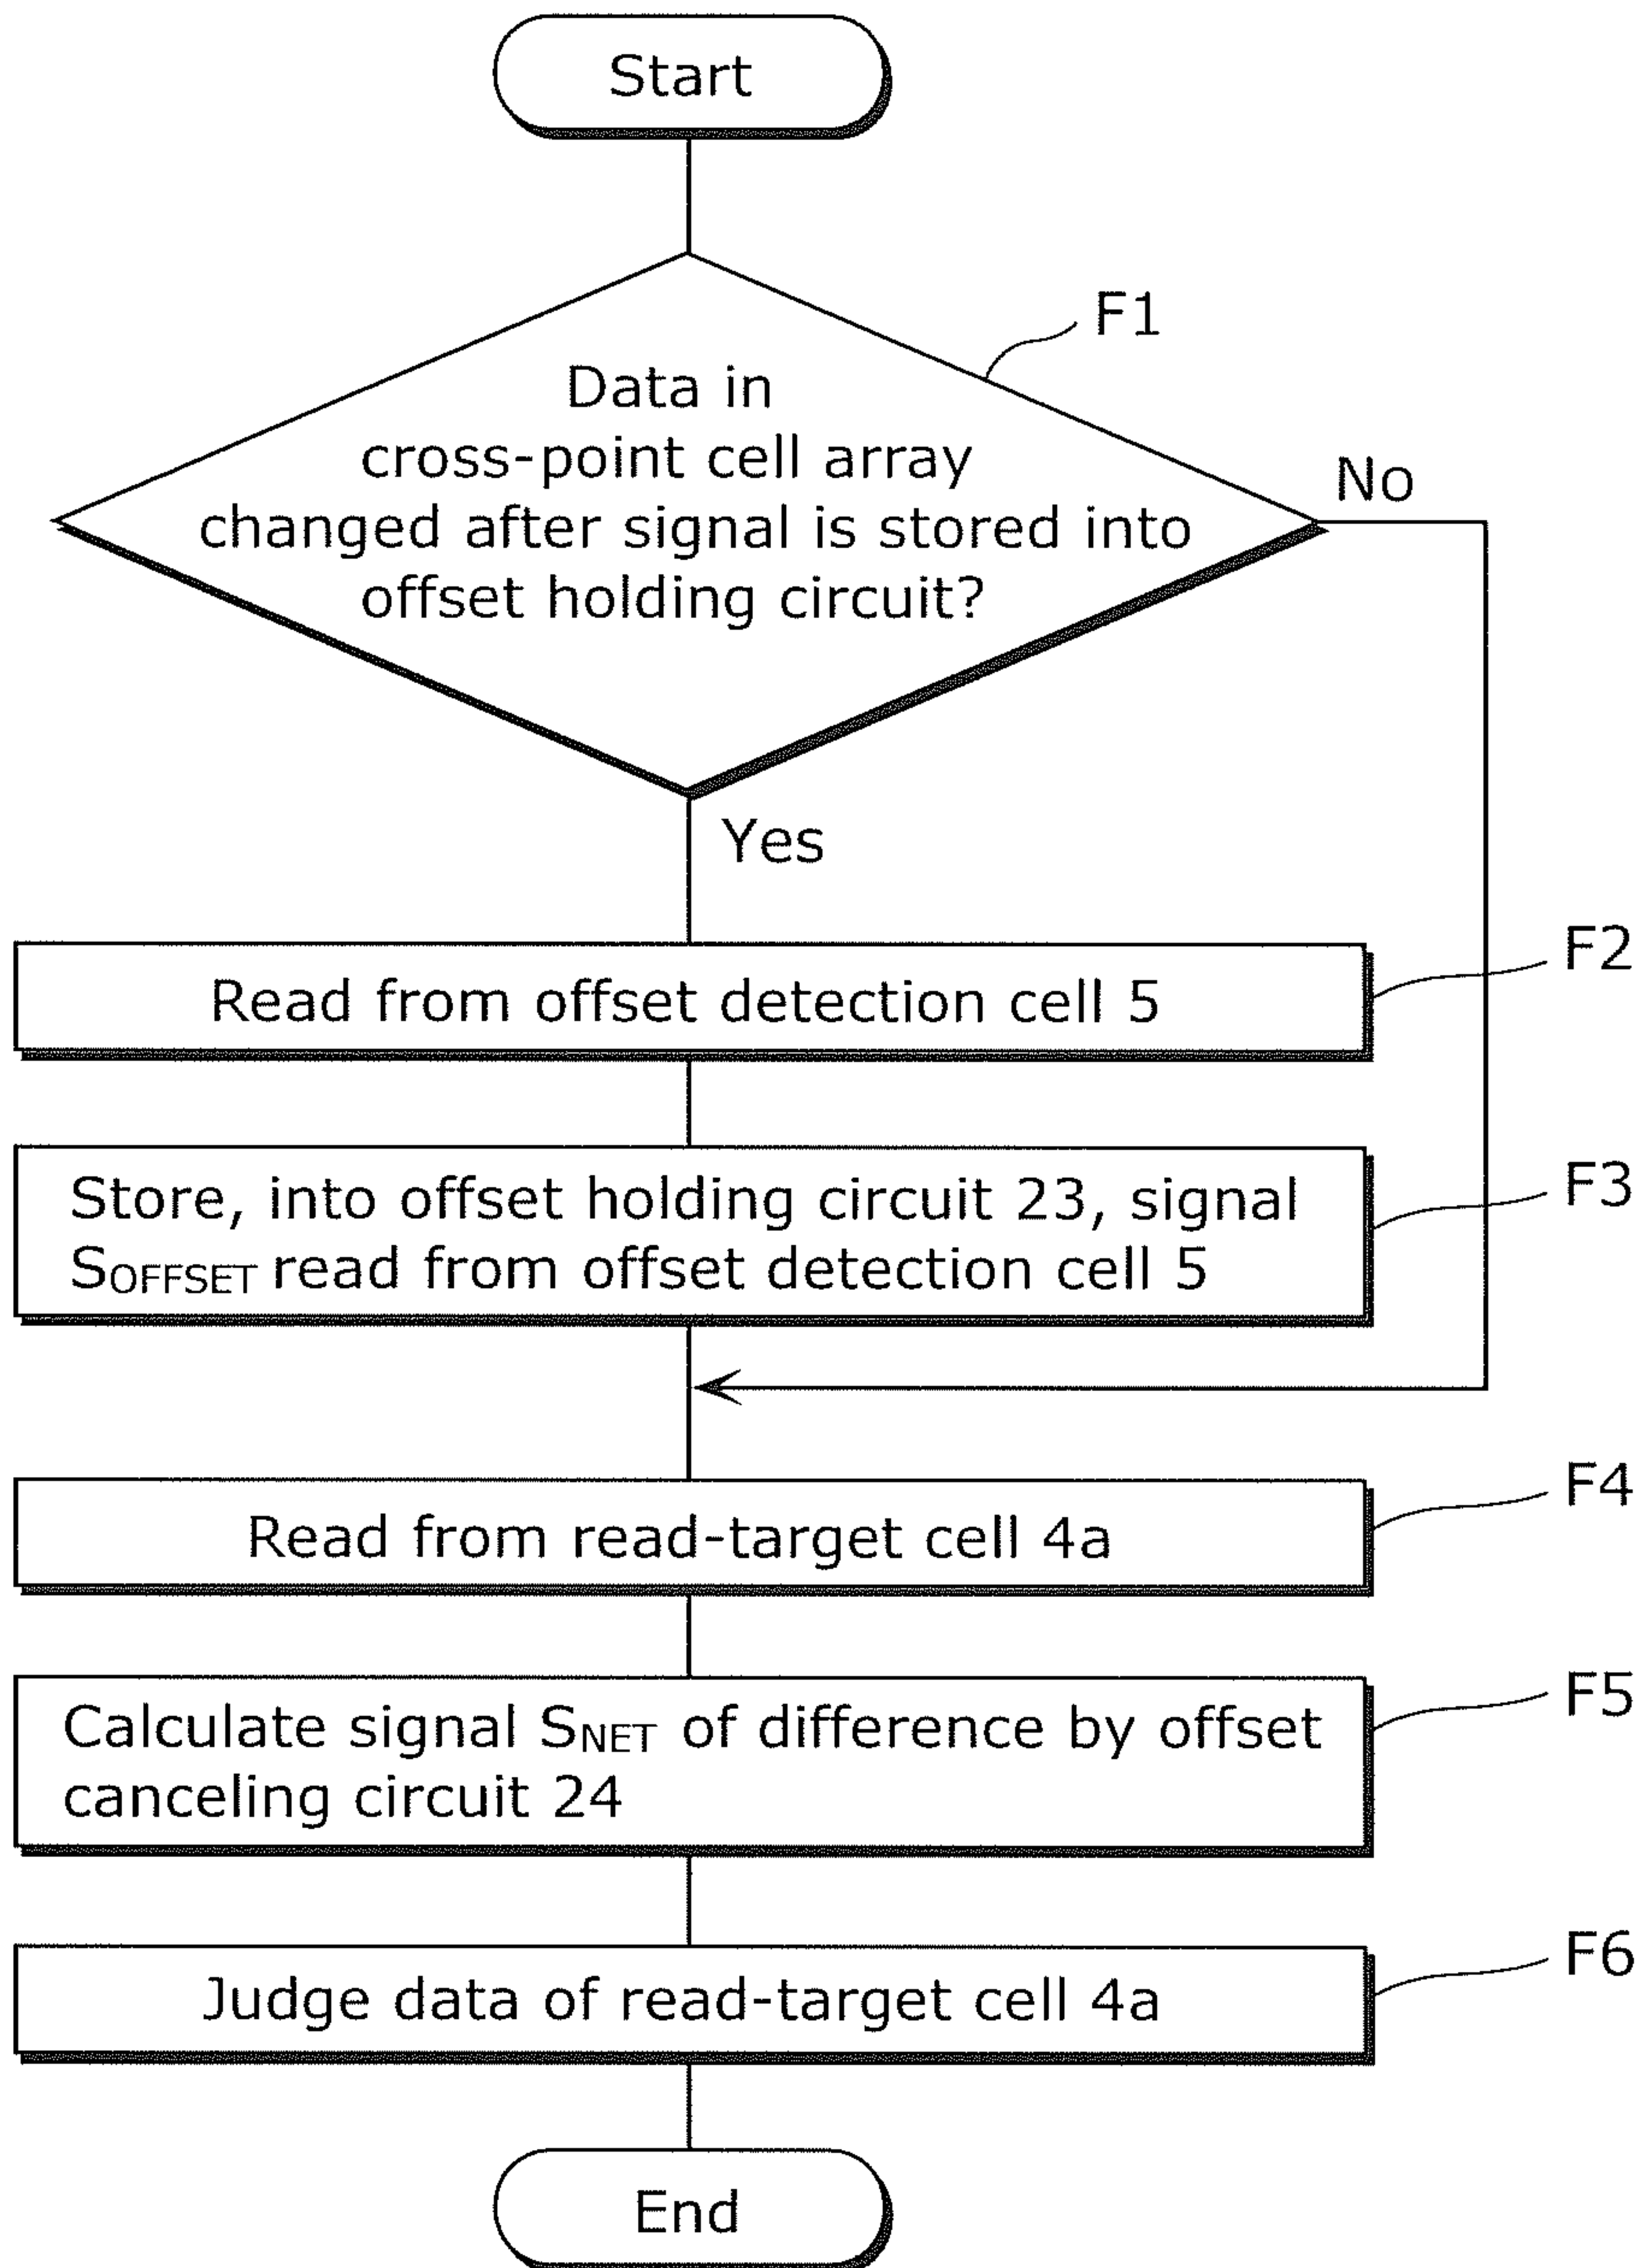 Start
F1
Data in
cross-point cell array
changed after signal is stored into
offset holding circuit?
No
Yes
F2
Read from offset detection cell 5
F3
Store, into offset holding circuit 23, signal
SOFFSET read from offset detection cell 5
F4
Read from read-target cell 4a
F5
Calculate signal SNET of difference by offset
canceling circuit 24
F6
Judge data of read-target cell 4a
End